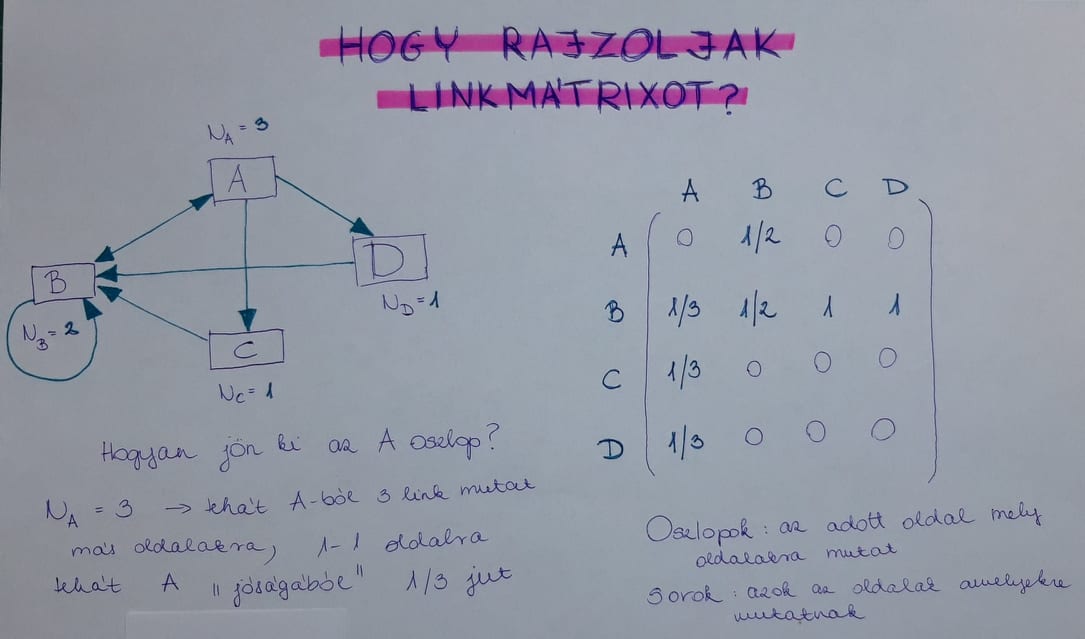 HOGY RAJZOLJAK
LINKMÁTRIXOT?
N_A = 3
A
B
D
N_B = 2
N_D = 1
C
N_C = 1
A B C D
A 0 1/2 0 0
B 1/3 1/2 1 1
C 1/3 0 0 0
D 1/3 0 0 0
Hogyan jön ki az A oszlop?
N_A = 3 → tehát A-ból 3 link mutat
más oldalakra, 1-1 oldalra
tehát A "jóságából" 1/3 jut
Oszlopok: az adott oldal mely
oldalakra mutat
Sorok: azok az oldalak amelyekre
mutatnak